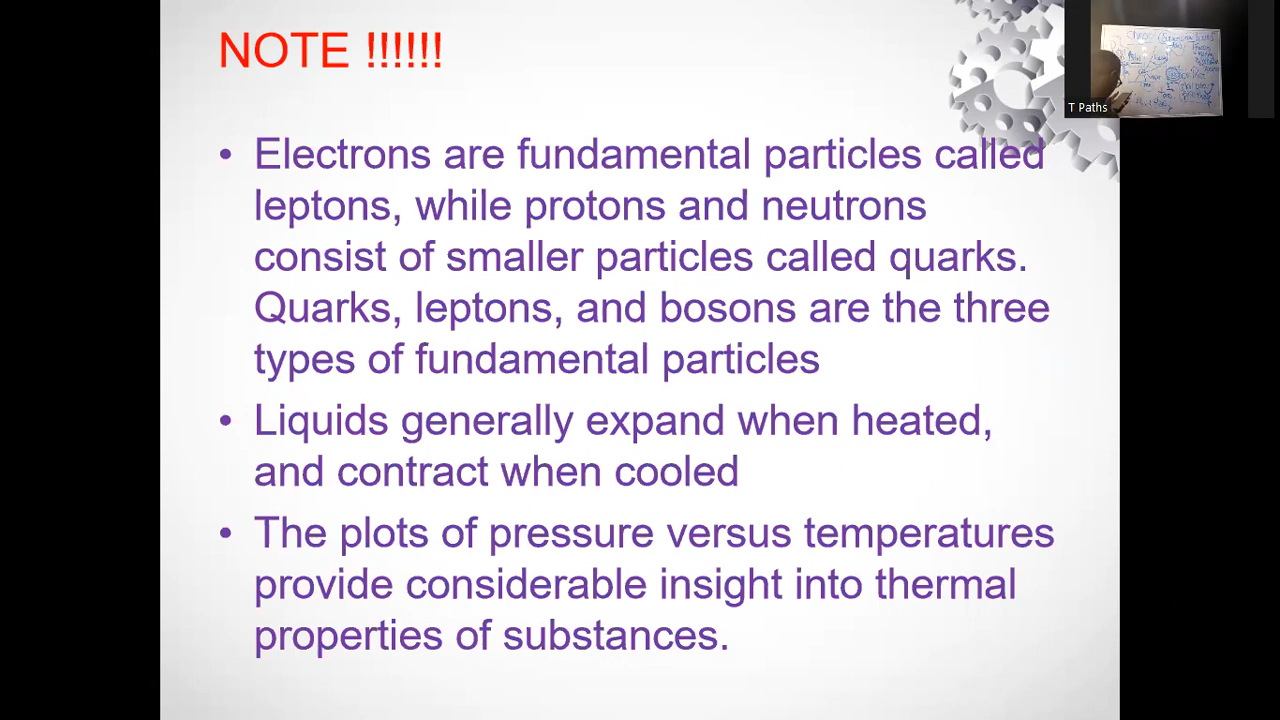 NOTE !!!!!!
• Electrons are fundamental particles called
leptons, while protons and neutrons
consist of smaller particles called quarks.
Quarks, leptons, and bosons are the three
types of fundamental particles
• Liquids generally expand when heated,
and contract when cooled
• The plots of pressure versus temperatures
provide considerable insight into thermal
properties of substances.
T Paths